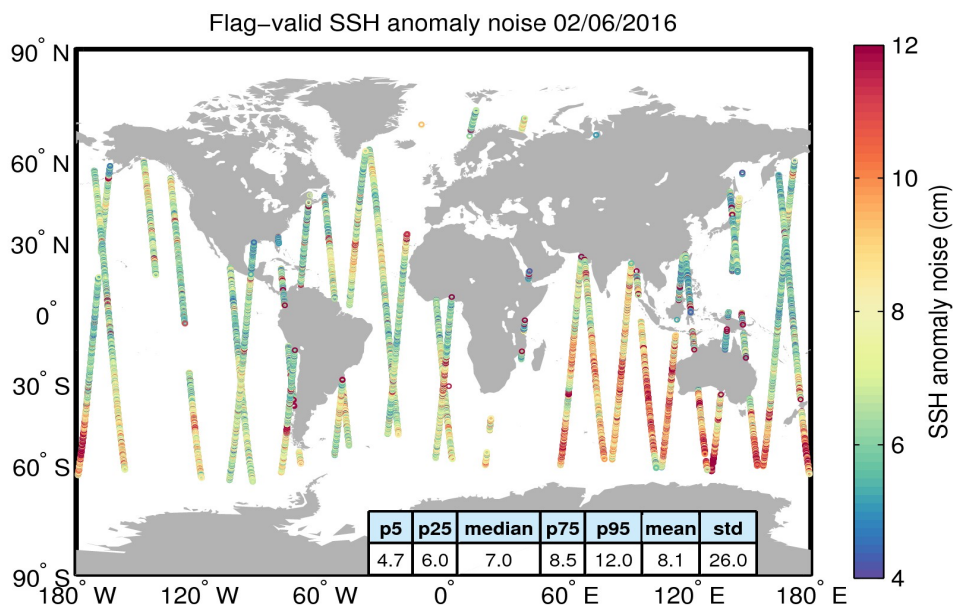 Flag−valid SSH anomaly noise 02/06/2016
90° N
60° N
30° N
0°
30° S
60° S
90° S
180° W 120° W 60° W 0° 60° E 120° E 180° E
p5 p25 median p75 p95 mean std
4.7 6.0 7.0 8.5 12.0 8.1 26.0
12
10
8
6
4
SSH anomaly noise (cm)